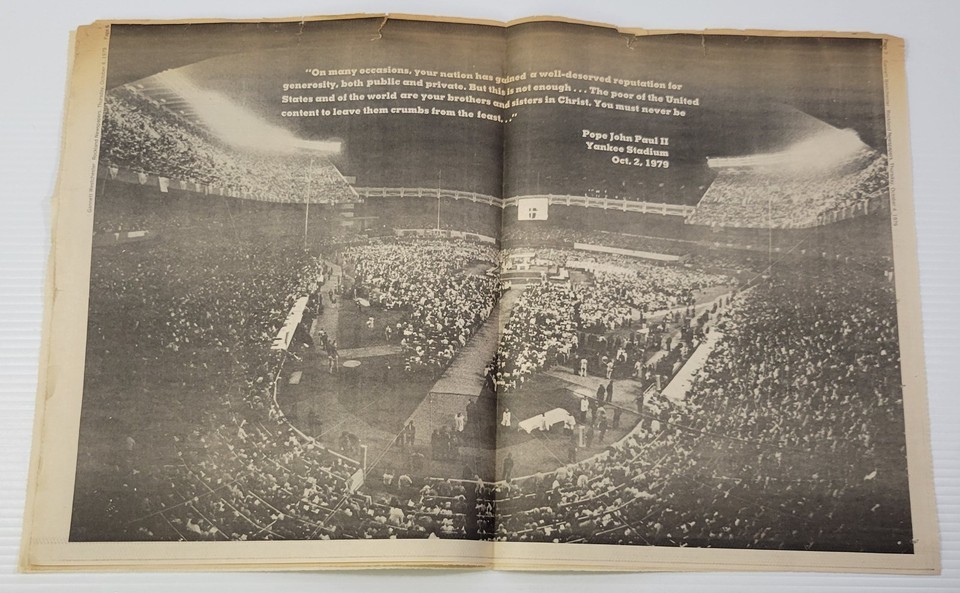 "On many occasions, your nation has gained a well-deserved reputation for
generosity, both public and private. But this is not enough . . . The poor of the United
States and of the world are your brothers and sisters in Christ. You must never be
content to leave them crumbs from the feast. . ."
Pope John Paul II
Yankee Stadium
Oct. 2, 1979